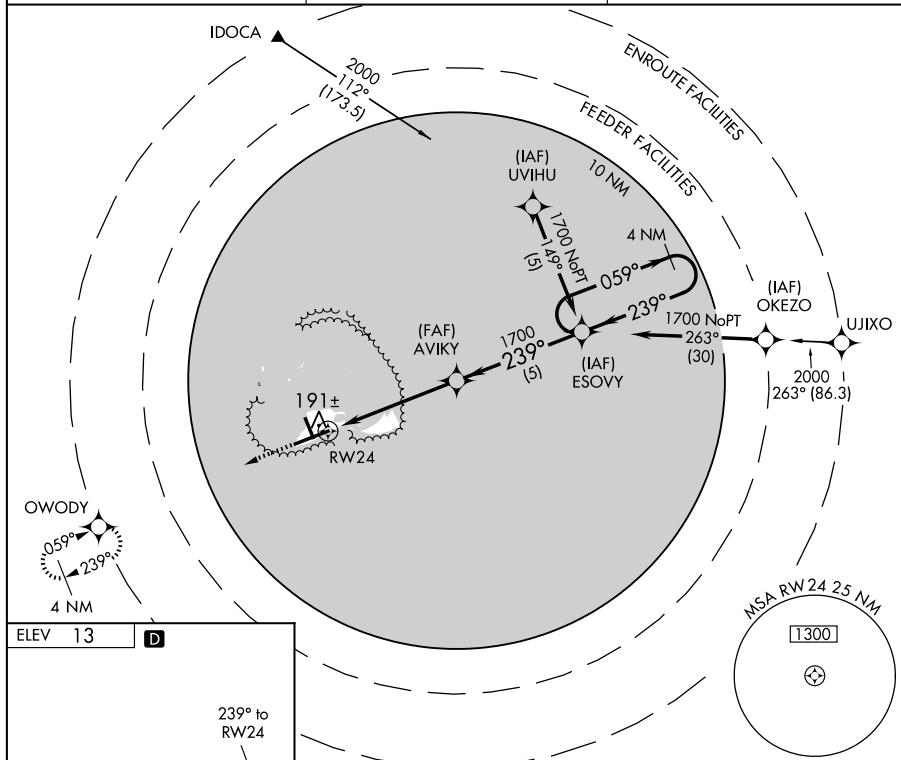 IDOCA
2000
112°
(173.5)
ENROUTE FACILITIES
FEEDER FACILITIES
10 NM
(IAF)
UVIHU
1700 NoPT
149°
(5)
4 NM
059°
239°
(IAF)
OKEZO
UJIXO
1700 NoPT
263°
(30)
2000
263° (86.3)
(FAF)
AVIKY
1700
239°
(5)
(IAF)
ESOVY
191±
RW24
OWODY
059°
239°
4 NM
MSA RW24 25 NM
1300
ELEV 13 D
239° to
RW24